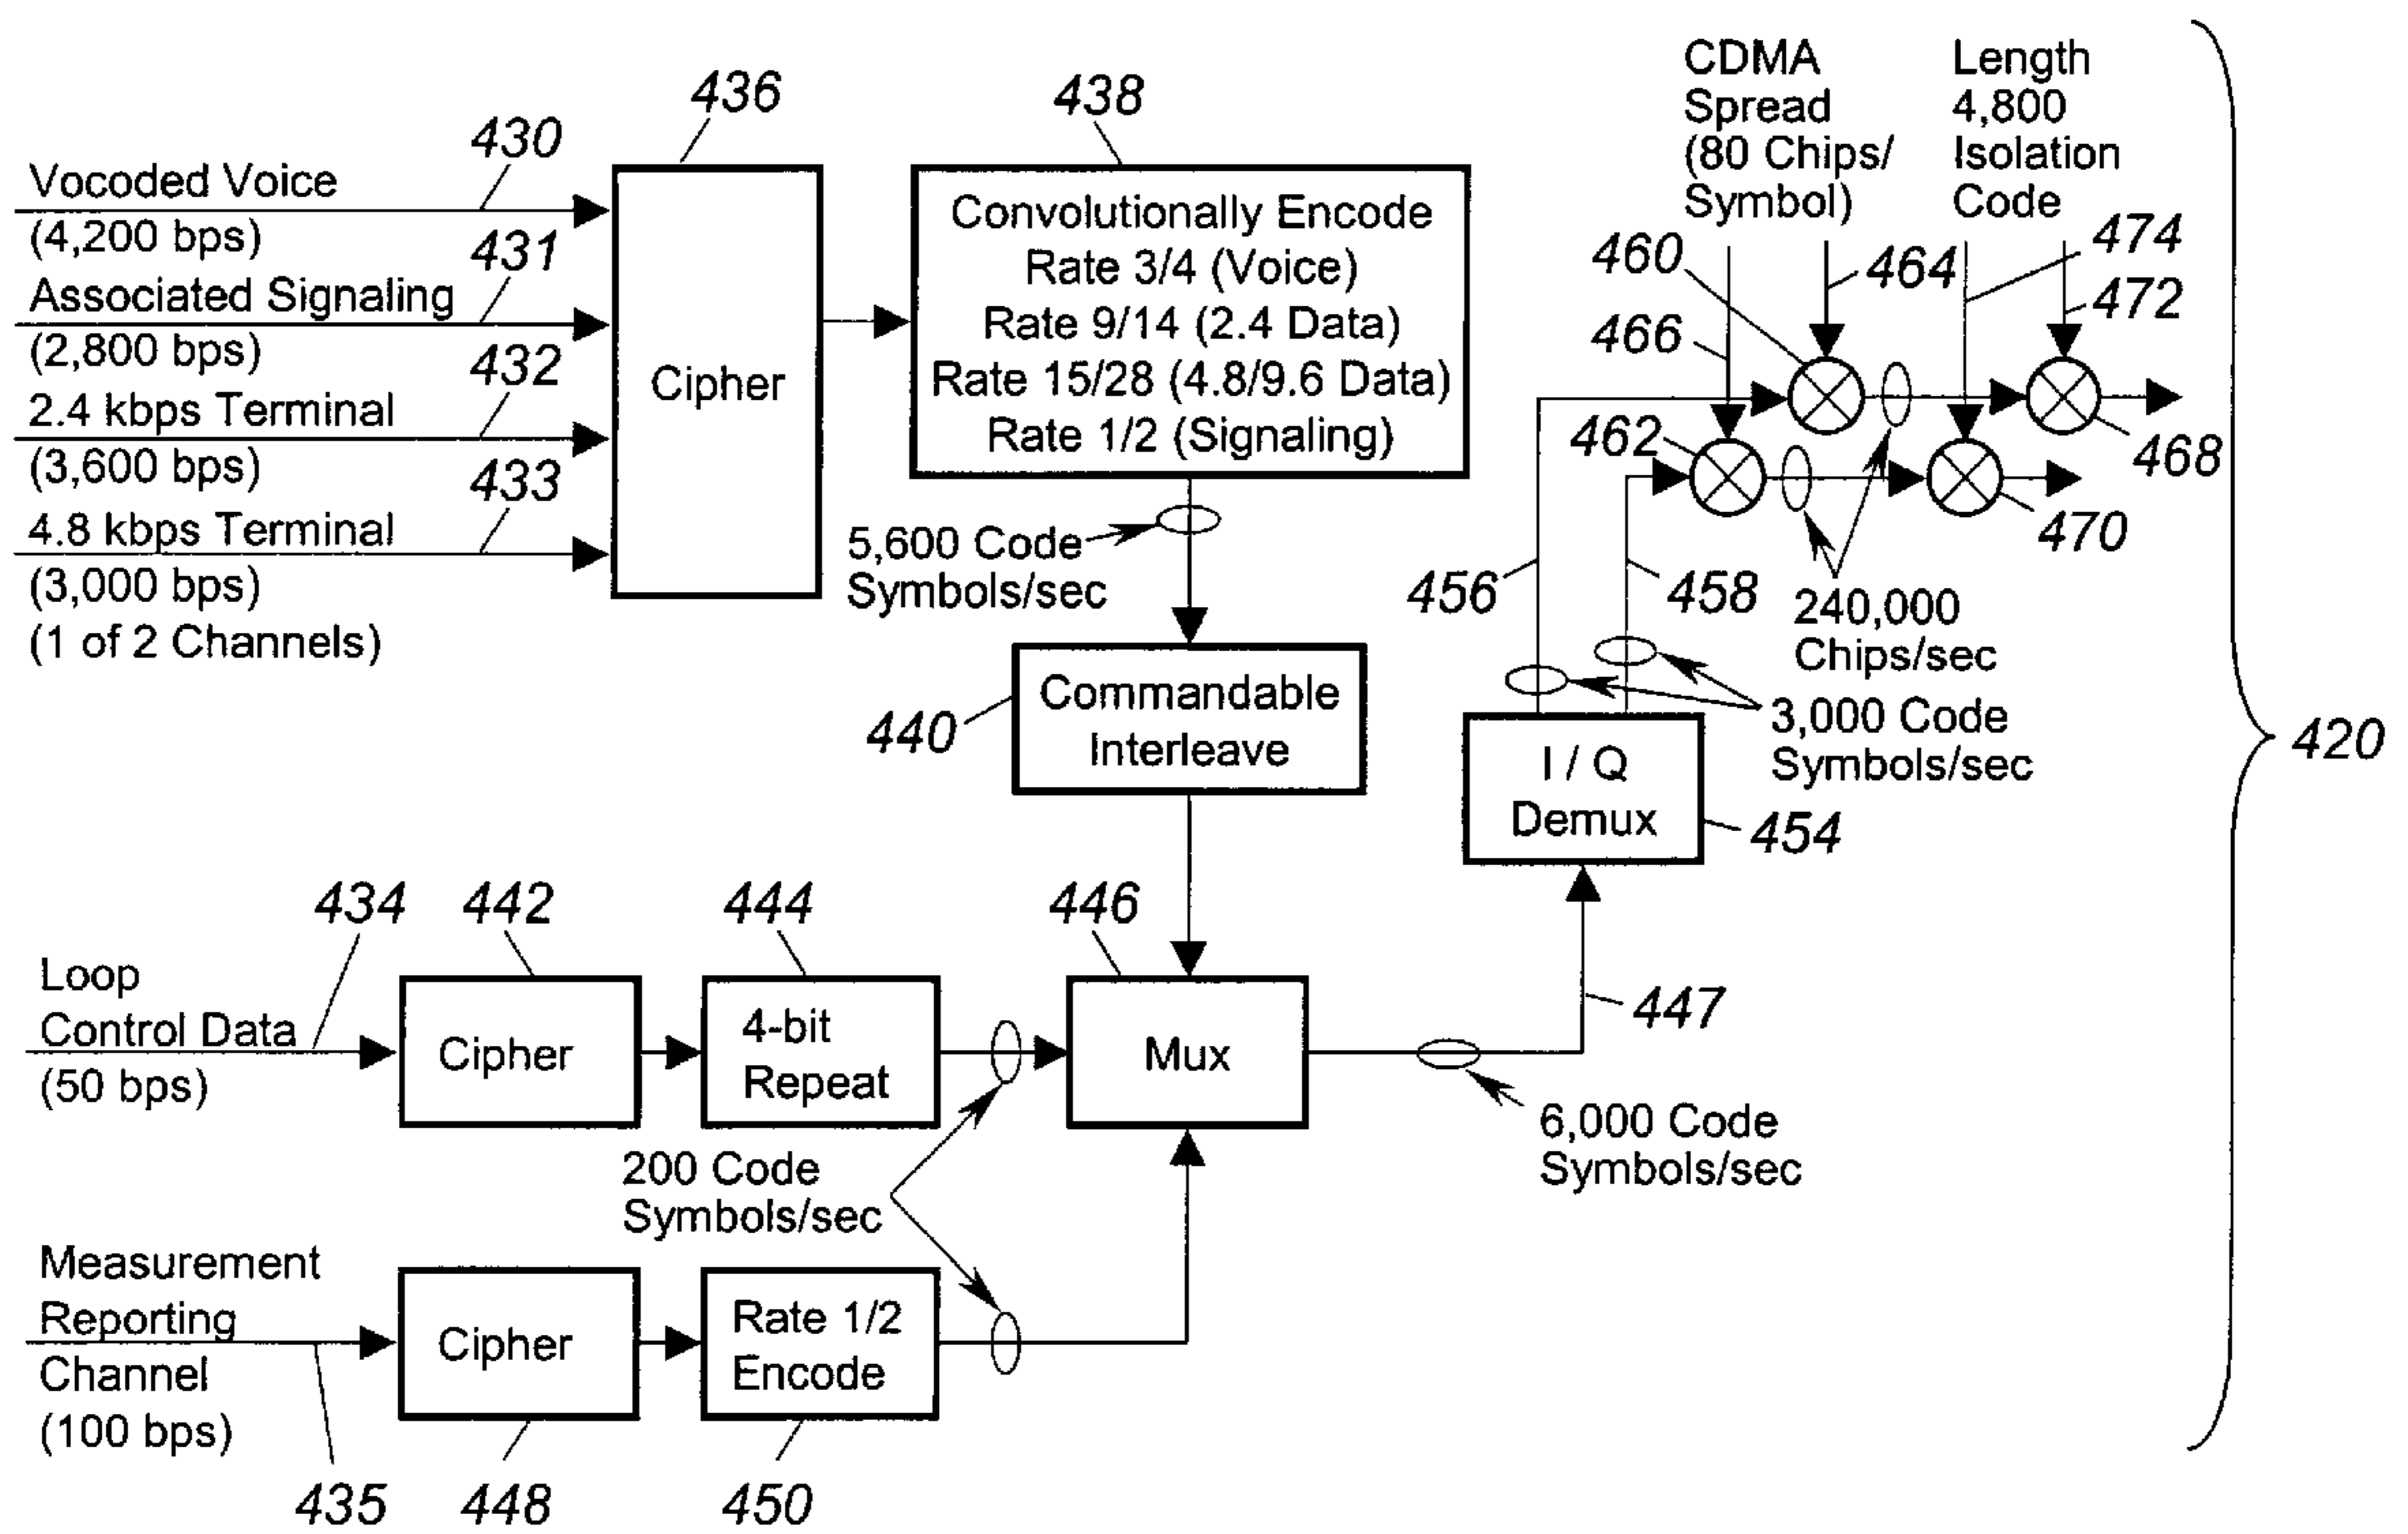 430
Vocoded Voice
(4,200 bps)
431
Associated Signaling
(2,800 bps)
432
2.4 kbps Terminal
(3,600 bps)
433
4.8 kbps Terminal
(3,000 bps)
(1 of 2 Channels)
436
Cipher
438
Convolutionally Encode
Rate 3/4 (Voice)
Rate 9/14 (2.4 Data)
Rate 15/28 (4.8/9.6 Data)
Rate 1/2 (Signaling)
5,600 Code
Symbols/sec
440
Commandable
Interleave
CDMA
Spread
(80 Chips/
Symbol)
Length
4,800
Isolation
Code
460
464
474
472
466
462
468
470
456
458
240,000
Chips/sec
3,000 Code
Symbols/sec
I / Q
Demux
454
420
434
442
444
446
447
Loop
Control Data
(50 bps)
Cipher
4-bit
Repeat
Mux
200 Code
Symbols/sec
6,000 Code
Symbols/sec
Measurement
Reporting
Channel
(100 bps)
Cipher
Rate 1/2
Encode
435
448
450